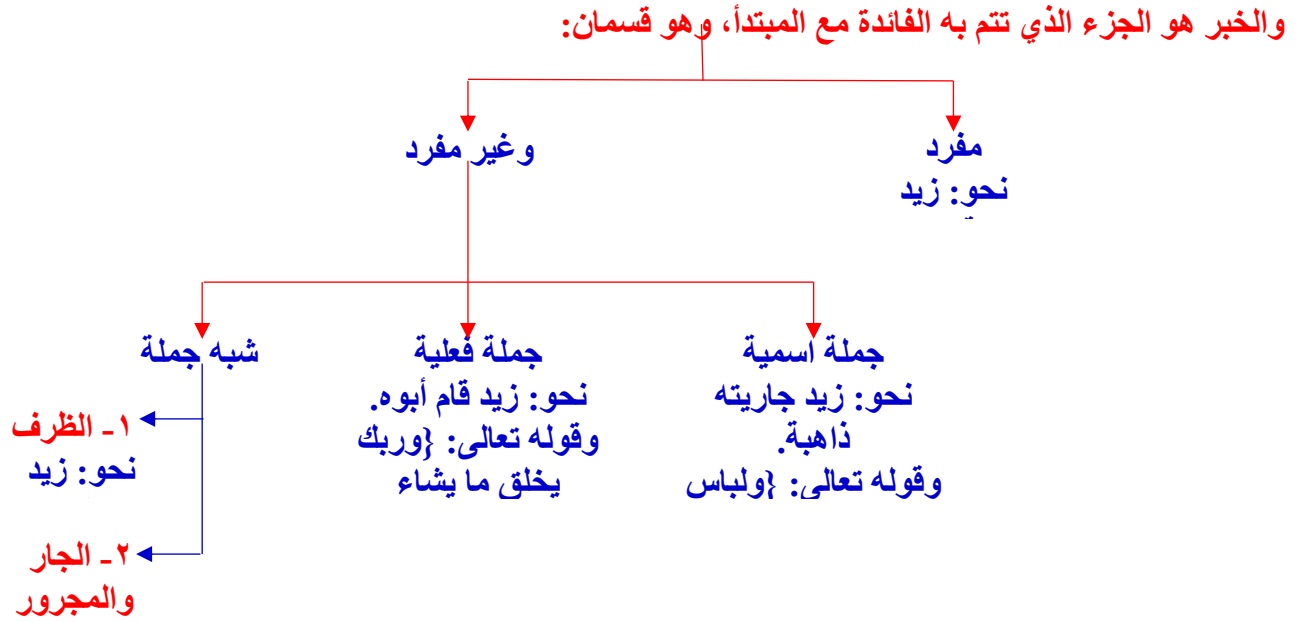 والخبر هو الجزء الذي تتم به الفائدة مع المبتدأ، وهو قسمان:
مفرد
نحو: زيد
وغير مفرد
جملة اسمية
نحو: زيد جاريته
ذاهبة.
وقوله تعالى: {ولباس
جملة فعلية
نحو: زيد قام أبوه.
وقوله تعالى: {وربك
يخلق ما يشاء
شبه جملة
١- الظرف
نحو: زيد
٢- الجار
والمجرور